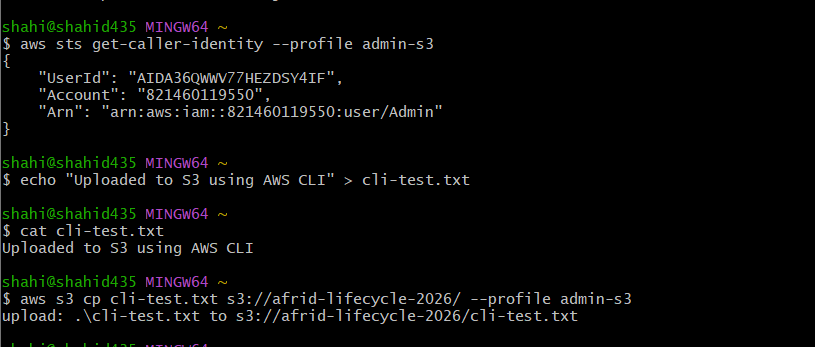 shahi@shahid435 MINGW64 ~
$ aws sts get-caller-identity --profile admin-s3
{
    "UserId": "AIDA36QWWV77HEZDSY4IF",
    "Account": "821460119550",
    "Arn": "arn:aws:iam::821460119550:user/Admin"
}
shahi@shahid435 MINGW64 ~
$ echo "Uploaded to S3 using AWS CLI" > cli-test.txt
shahi@shahid435 MINGW64 ~
$ cat cli-test.txt
Uploaded to S3 using AWS CLI
shahi@shahid435 MINGW64 ~
$ aws s3 cp cli-test.txt s3://afrid-lifecycle-2026/ --profile admin-s3
upload: .\cli-test.txt to s3://afrid-lifecycle-2026/cli-test.txt